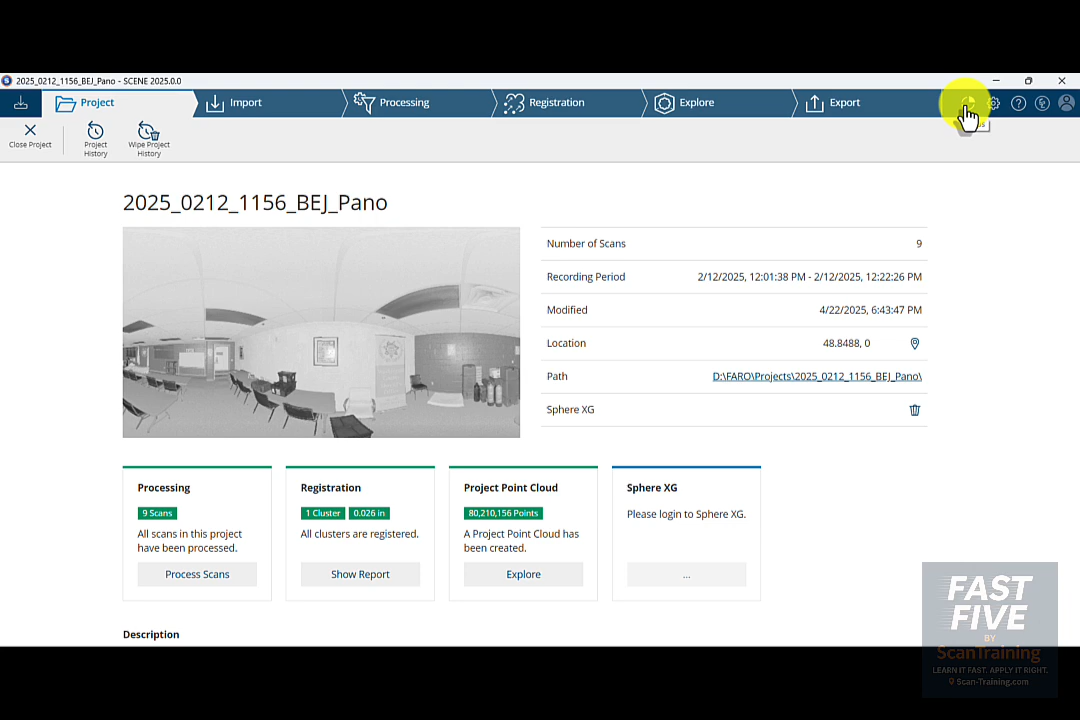 2025_0212_1156_BEJ_Pano - SCENE 2025.0.0
Project
Import
Processing
Registration
Explore
Export
Close Project
Project
History
Wipe Project
History
2025_0212_1156_BEJ_Pano
Number of Scans
9
Recording Period
2/12/2025, 12:01:38 PM - 2/12/2025, 12:22:26 PM
Modified
4/22/2025, 6:43:47 PM
Location
48.8488, 0
Path
D:\FARO\Projects\2025_0212_1156_BEJ_Pano\
Sphere XG
Processing
9 Scans
All scans in this project
have been processed.
Process Scans
Registration
1 Cluster
0.026 in
All clusters are registered.
Show Report
Project Point Cloud
80,210,156 Points
A Project Point Cloud has
been created.
Explore
Sphere XG
Please login to Sphere XG.
...
Description
FAST
FIVE
BY
ScanTraining
LEARN IT FAST. APPLY IT RIGHT.
Scan-Training.com